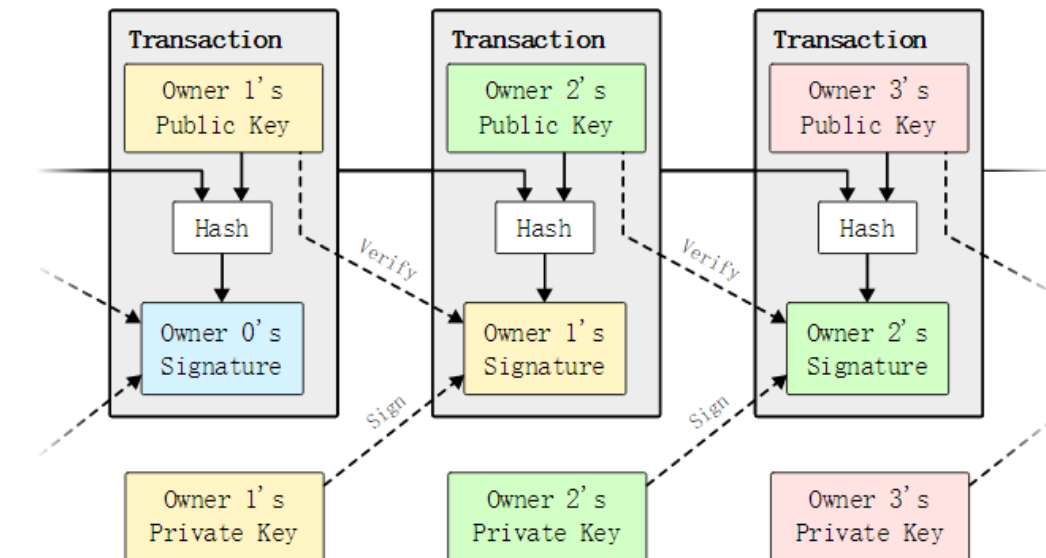 Transaction
Transaction
Transaction
Owner 1's
Public Key
Owner 2's
Public Key
Owner 3's
Public Key
Hash
Hash
Hash
Verify
Verify
Owner 0's
Signature
Owner 1's
Signature
Owner 2's
Signature
Sign
Sign
Owner 1's
Private Key
Owner 2's
Private Key
Owner 3's
Private Key